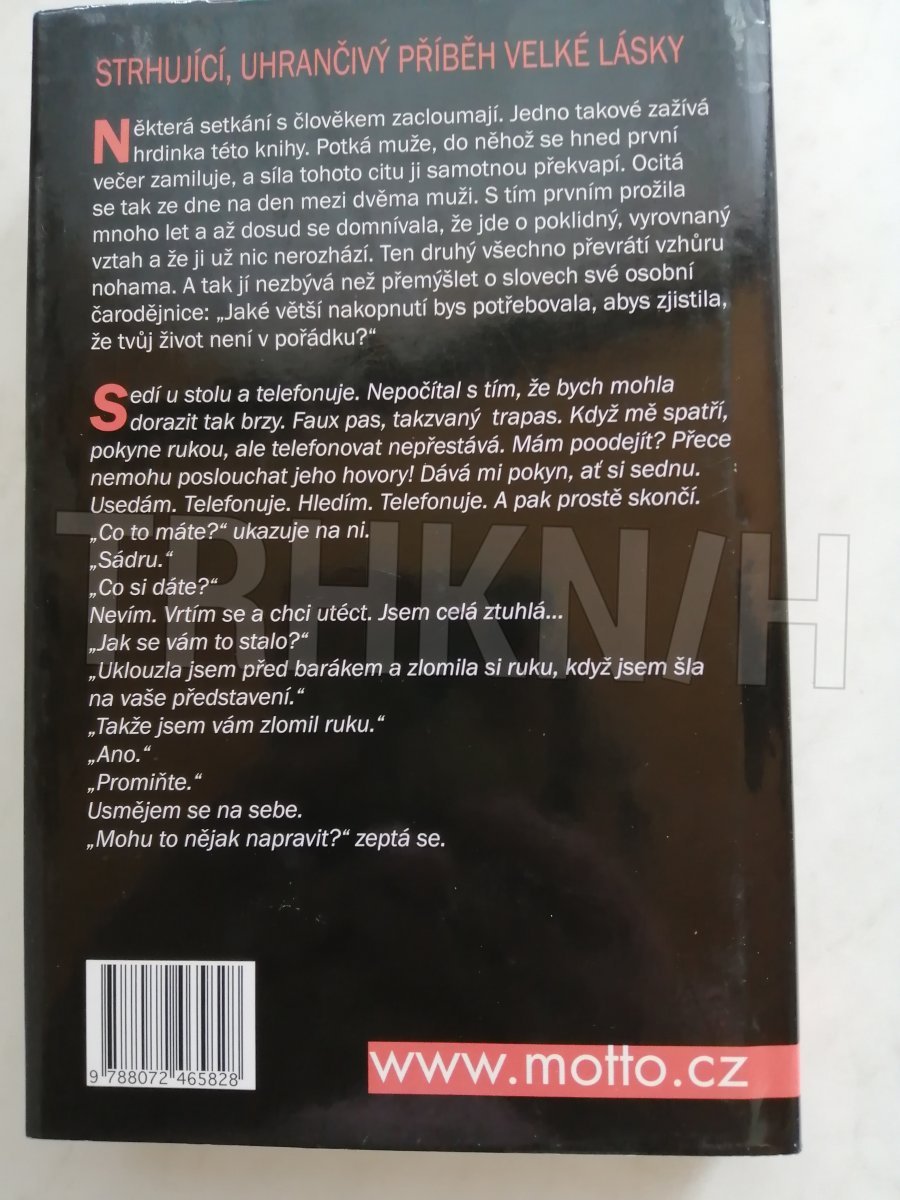 STRHUJÍCÍ, UHRANČIVÝ PŘÍBĚH VELKÉ LÁSKY
Některá setkání s člověkem zacloumají. Jedno takové zažívá
hrdinka této knihy. Potká muže, do něhož se hned první
večer zamiluje, a síla tohoto citu ji samotnou překvapí. Ocitá
se tak ze dne na den mezi dvěma muži. S tím prvním prožila
mnoho let a až dosud se domnívala, že jde o poklidný, vyrovnaný
vztah a že ji už nic nerozhází. Ten druhý všechno převrátí vzhůru
nohama. A tak jí nezbývá než přemýšlet o slovech své osobní
čarodějnice: „Jaké větší nakopnutí bys potřebovala, abys zjistila,
že tvůj život není v pořádku?“
Sedí u stolu a telefonuje. Nepočítal s tím, že bych mohla
dorazit tak brzy. Faux pas, takzvaný trapas. Když mě spatří,
pokyne rukou, ale telefonovat nepřestává. Mám poodejít? Přece
nemohu poslouchat jeho hovory! Dává mi pokyn, ať si sednu.
Usedám. Telefonuje. Hledím. Telefonuje. A pak prostě skončí.
„Co to máte?“ ukazuje na ni.
„Sádru.“
„Co si dáte?“
Nevím. Vrtím se a chci utéct. Jsem celá ztuhlá...
„Jak se vám to stalo?“
„Uklouzla jsem před barákem a zlomila si ruku, když jsem šla
na vaše představení.“
„Takže jsem vám zlomil ruku.“
„Ano.“
„Promiňte.“
Usmějem se na sebe.
„Mohu to nějak napravit?“ zeptá se.
TRHKN/H
9 788072 465828
www.motto.cz